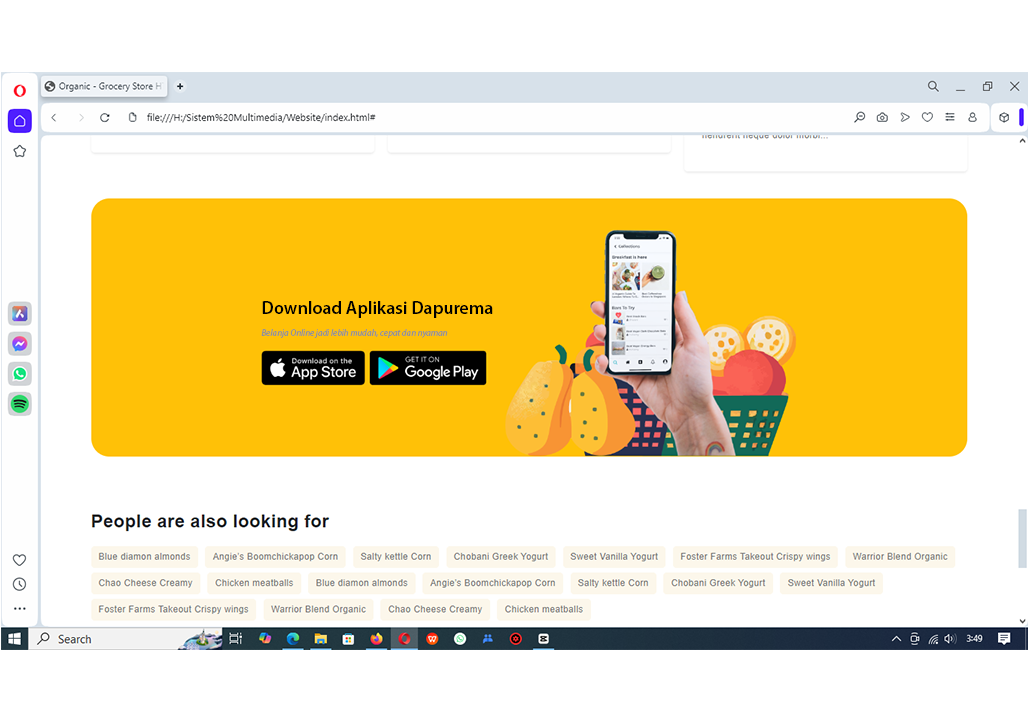 Organic - Grocery Store H
file:///H:/Sistem%20Multimedia/Website/index.html#
hendrerit neque dolor morbi...
Download Aplikasi Dapurema
Belanja Online jadi lebih mudah, cepat dan nyaman
Download on the
App Store
GET IT ON
Google Play
Collections
Breakfast is here
People are also looking for
Blue diamon almonds
Angie's Boomchickapop Corn
Salty kettle Corn
Chobani Greek Yogurt
Sweet Vanilla Yogurt
Foster Farms Takeout Crispy wings
Warrior Blend Organic
Chao Cheese Creamy
Chicken meatballs
Blue diamon almonds
Angie's Boomchickapop Corn
Salty kettle Corn
Chobani Greek Yogurt
Sweet Vanilla Yogurt
Foster Farms Takeout Crispy wings
Warrior Blend Organic
Chao Cheese Creamy
Chicken meatballs
Search
3:49